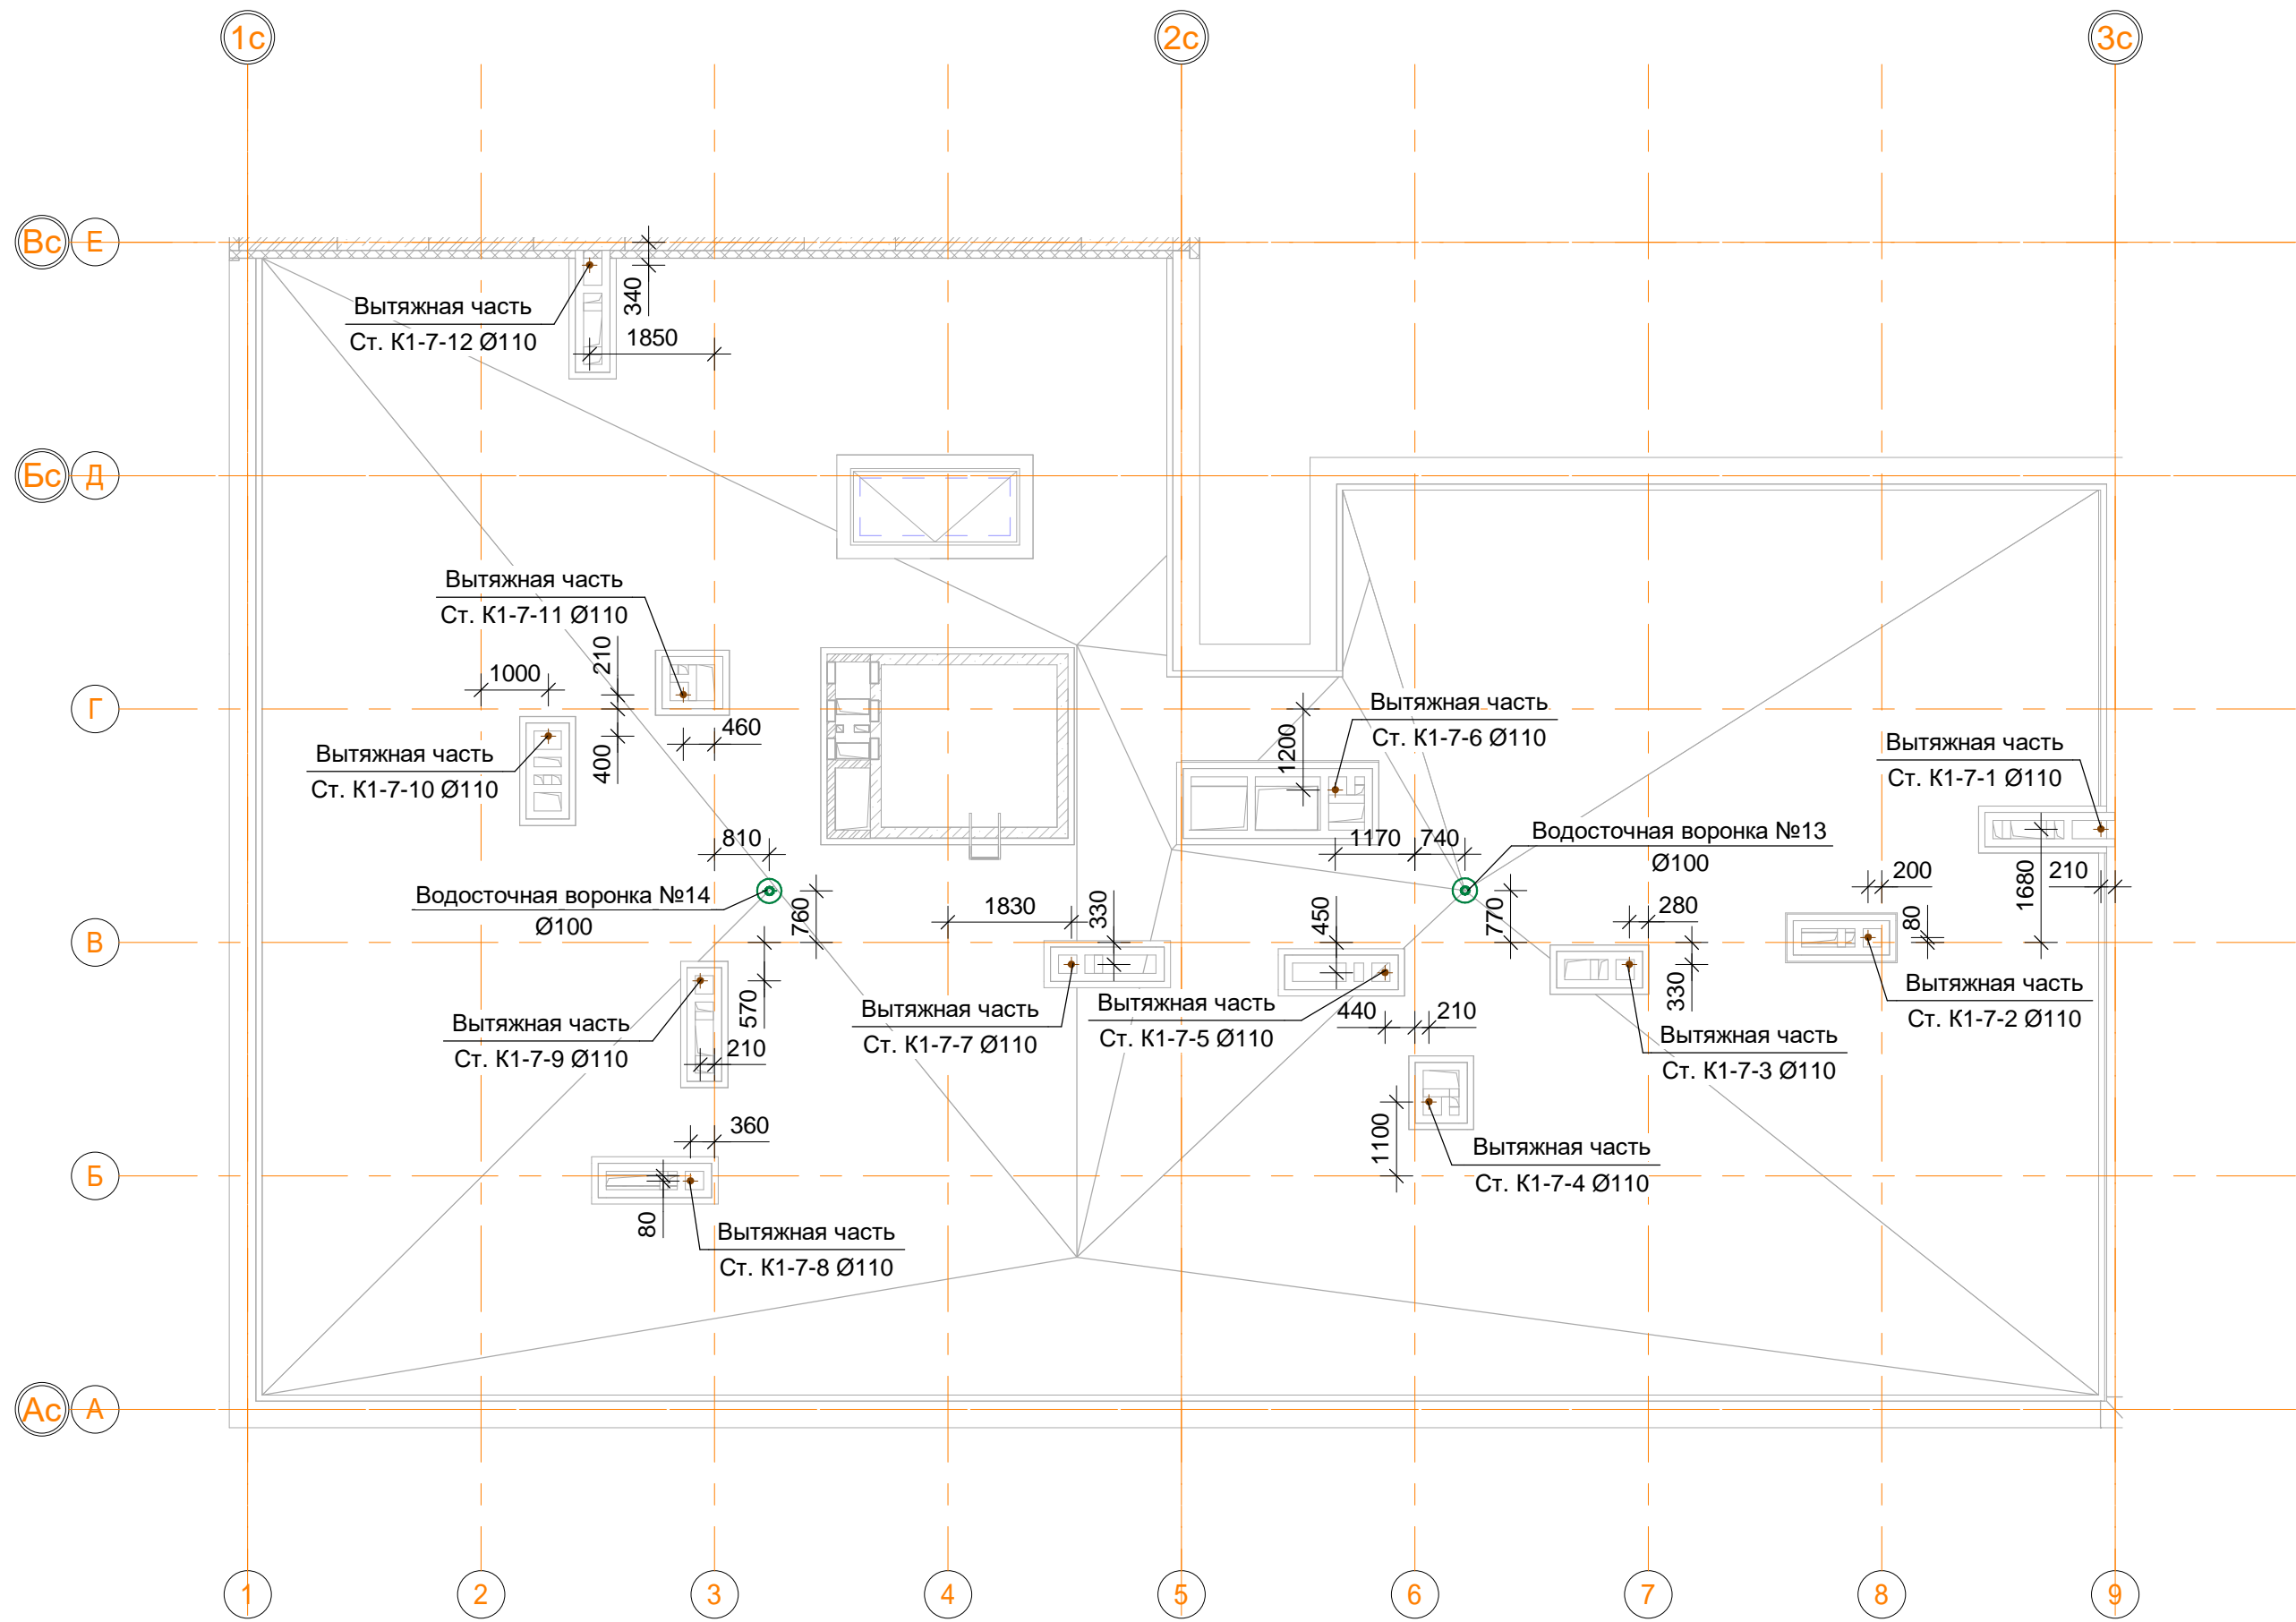 1с
2с
3с
Вс
Е
340
Вытяжная часть
Ст. К1-7-12 Ø110
1850
Бс
Д
Вытяжная часть
Ст. К1-7-11 Ø110
210
1000
Г
460
400
Вытяжная часть
Ст. К1-7-10 Ø110
Вытяжная часть
Ст. К1-7-6 Ø110
1200
Вытяжная часть
Ст. К1-7-1 Ø110
810
1170
740
Водосточная воронка №13
Ø100
Водосточная воронка №14
Ø100
760
1830
330
450
770
280
200
80
1680
210
В
570
330
Вытяжная часть
Ст. К1-7-9 Ø110
210
Вытяжная часть
Ст. К1-7-7 Ø110
Вытяжная часть
Ст. К1-7-5 Ø110
440
210
Вытяжная часть
Ст. К1-7-3 Ø110
Вытяжная часть
Ст. К1-7-2 Ø110
360
1100
Вытяжная часть
Ст. К1-7-4 Ø110
Б
80
Вытяжная часть
Ст. К1-7-8 Ø110
Ас
А
1
2
3
4
5
6
7
8
9